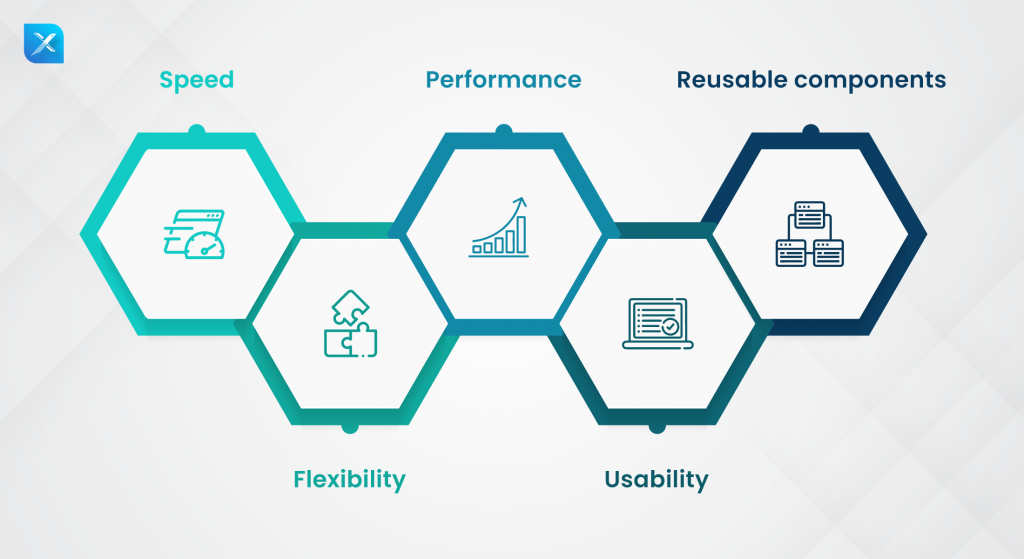 Speed
Performance
Reusable components
Flexibility
Usability